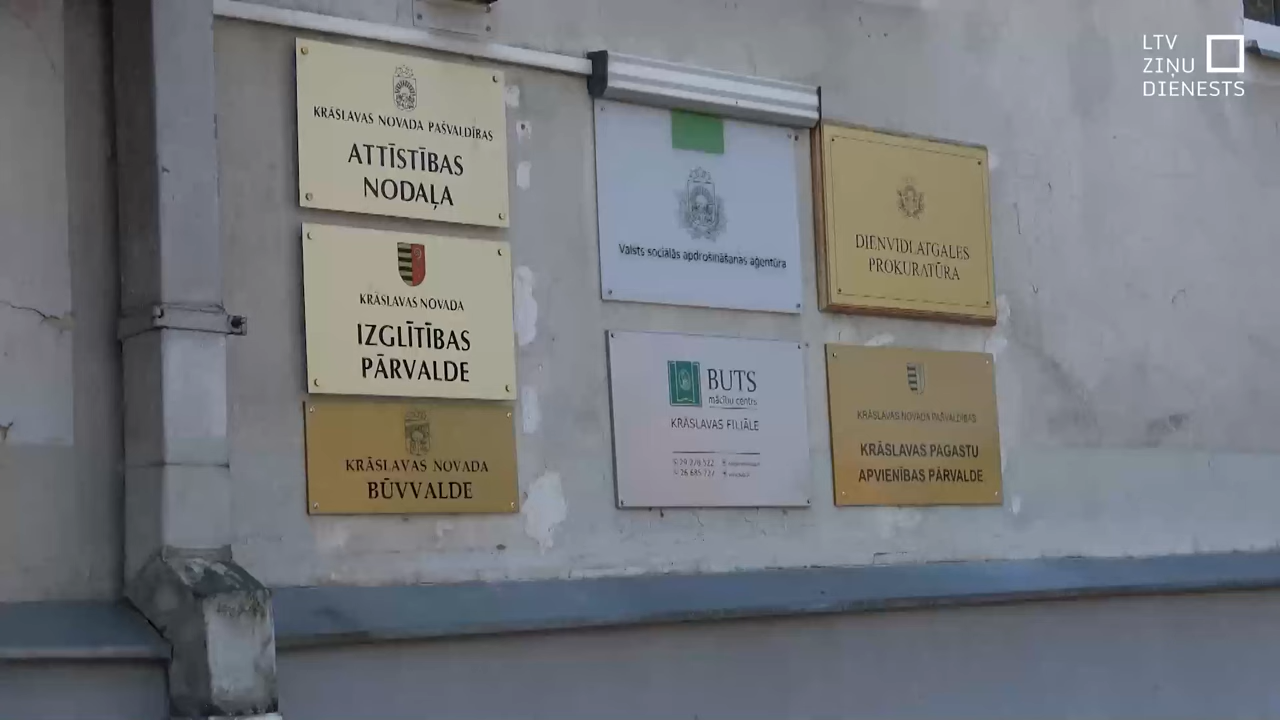 LTV
ZIŅU
DIENESTS
KRĀSLAVAS NOVADA PAŠVALDĪBAS
ATTĪSTĪBAS
NODAĻA
KRĀSLAVAS NOVADA
IZGLĪTĪBAS
PĀRVALDE
KRĀSLAVAS NOVADA
BŪVVALDE
Valsts sociālās apdrošināšanas aģentūra
BUTS
mācību centrs
KRĀSLAVAS FILIĀLE
DIENVIDLATGALES
PROKURATŪRA
KRĀSLAVAS NOVADA PAŠVALDĪBAS
KRĀSLAVAS PAGASTU
APVIENĪBAS PĀRVALDE